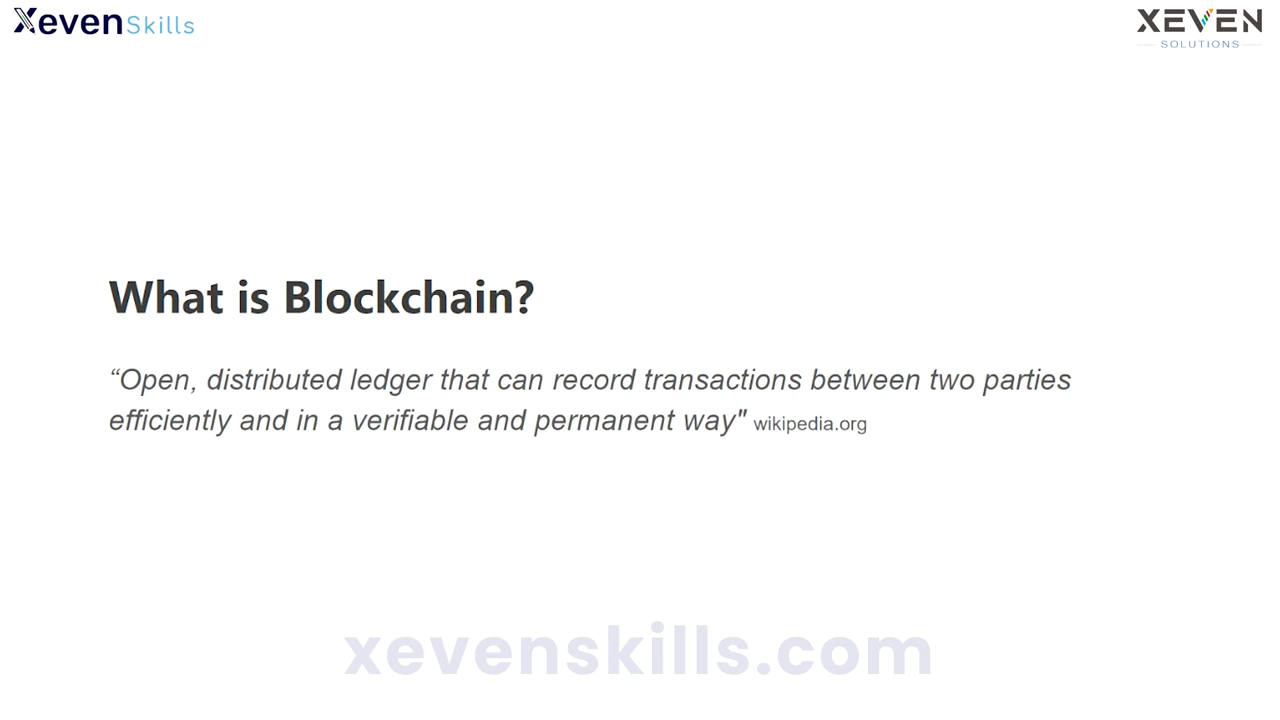 XevenSkills
XEVEN
SOLUTIONS
What is Blockchain?
“Open, distributed ledger that can record transactions between two parties
efficiently and in a verifiable and permanent way" wikipedia.org
xevenskills.com